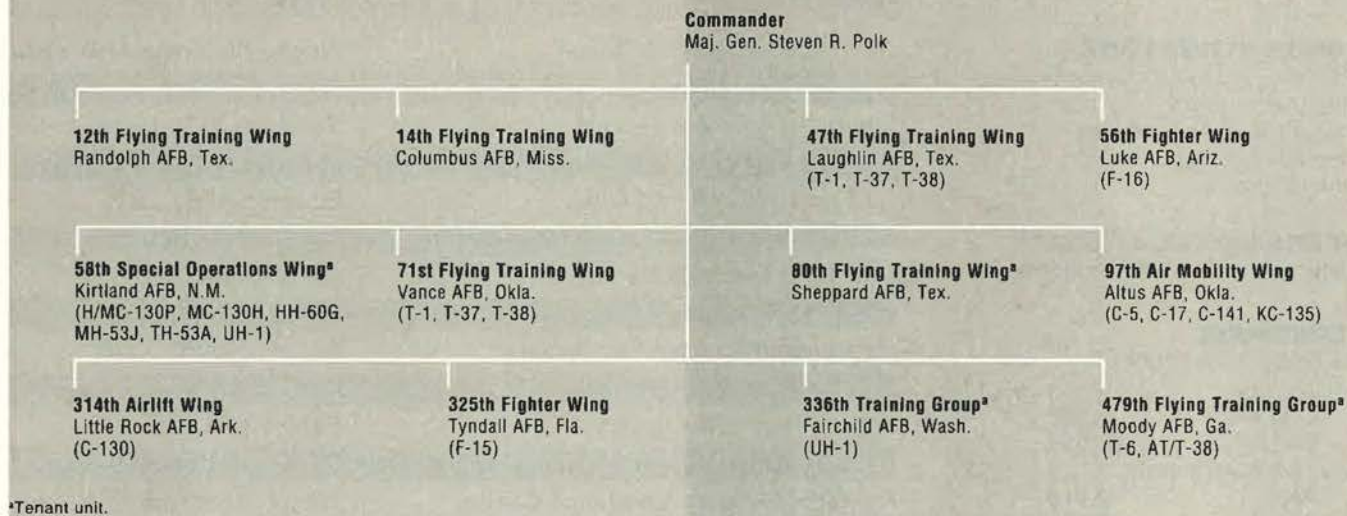 Commander
Maj. Gen. Steven R. Polk
12th Flying Training Wing
Randolph AFB, Tex.
14th Flying Training Wing
Columbus AFB, Miss.
47th Flying Training Wing
Laughlin AFB, Tex.
(T-1, T-37, T-38)
56th Fighter Wing
Luke AFB, Ariz.
(F-16)
58th Special Operations Wingª
Kirtland AFB, N.M.
(H/MC-130P, MC-130H, HH-60G,
MH-53J, TH-53A, UH-1)
71st Flying Training Wing
Vance AFB, Okla.
(T-1, T-37, T-38)
80th Flying Training Wingª
Sheppard AFB, Tex.
97th Air Mobility Wing
Altus AFB, Okla.
(C-5, C-17, C-141, KC-135)
314th Airlift Wing
Little Rock AFB, Ark.
(C-130)
325th Fighter Wing
Tyndall AFB, Fla.
(F-15)
336th Training Groupª
Fairchild AFB, Wash.
(UH-1)
479th Flying Training Groupª
Moody AFB, Ga.
(T-6, AT/T-38)
ªTenant unit.